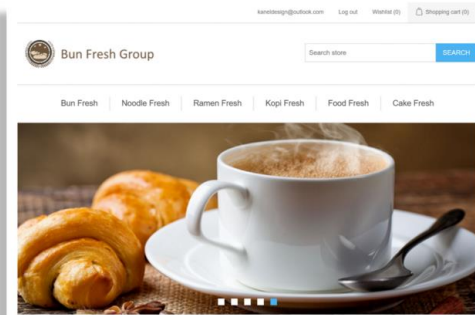 kansldesign@outlook.com Log out Wishlist (0) Shopping cart (0)
Bun Fresh Group
Search store SEARCH
Bun Fresh Noodle Fresh Ramen Fresh Kopi Fresh Food Fresh Cake Fresh